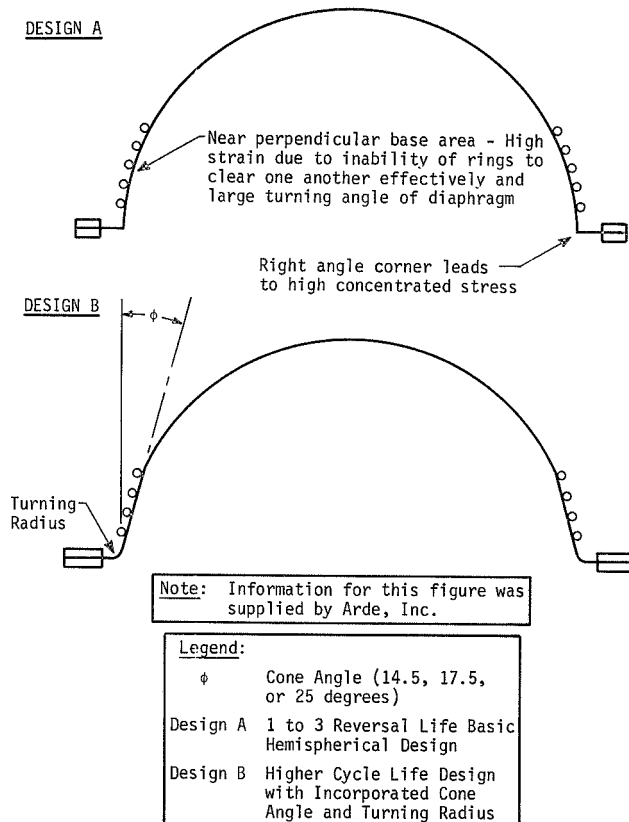 DESIGN A
Near perpendicular base area - High
strain due to inability of rings to
clear one another effectively and
large turning angle of diaphragm
Right angle corner leads
to high concentrated stress
DESIGN B
ϕ
Turning
Radius
Note: Information for this figure was
supplied by Arde, Inc.
Legend:
ϕ Cone Angle (14.5, 17.5,
or 25 degrees)
Design A 1 to 3 Reversal Life Basic
Hemispherical Design
Design B Higher Cycle Life Design
with Incorporated Cone
Angle and Turning Radius